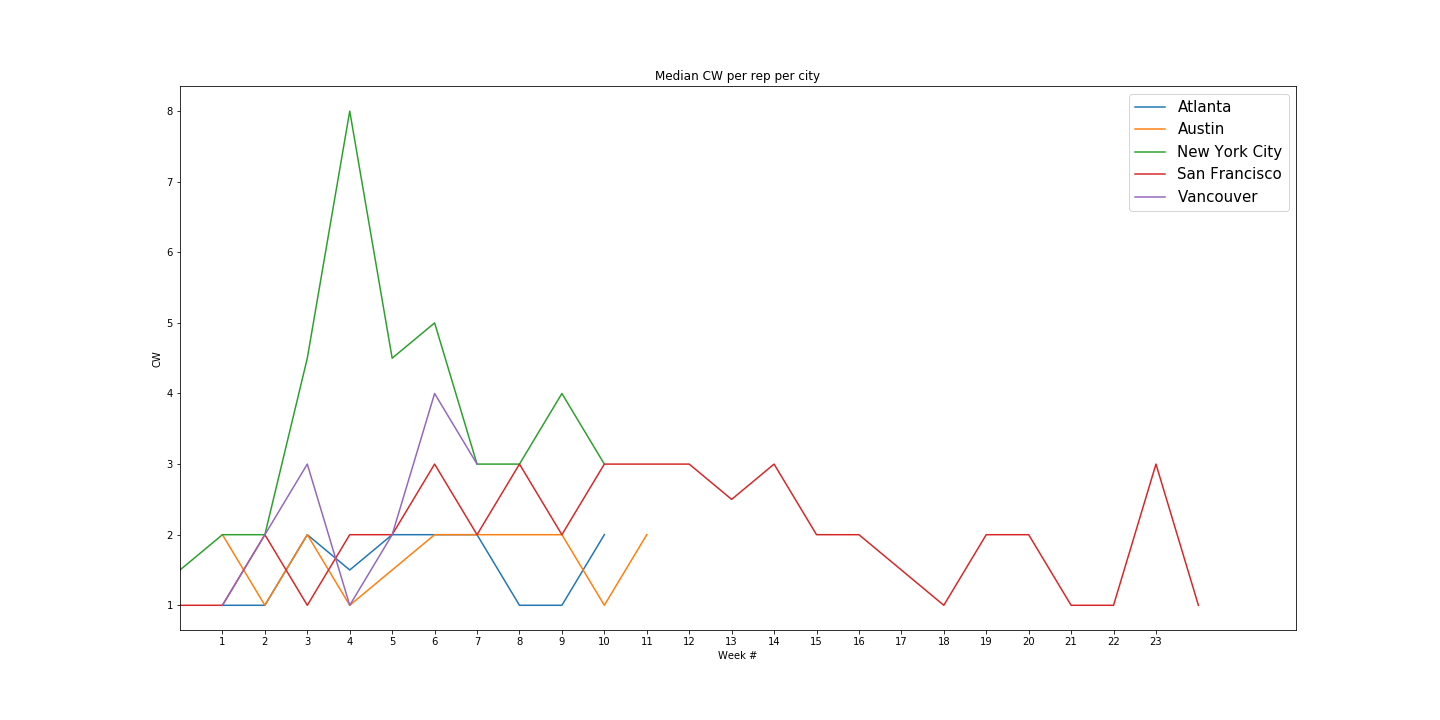 Median CW per rep per city
Atlanta
Austin
New York City
San Francisco
Vancouver
8
7
6
5
4
3
2
1
CW
1 2 3 4 5 6 7 8 9 10 11 12 13 14 15 16 17 18 19 20 21 22 23
Week #